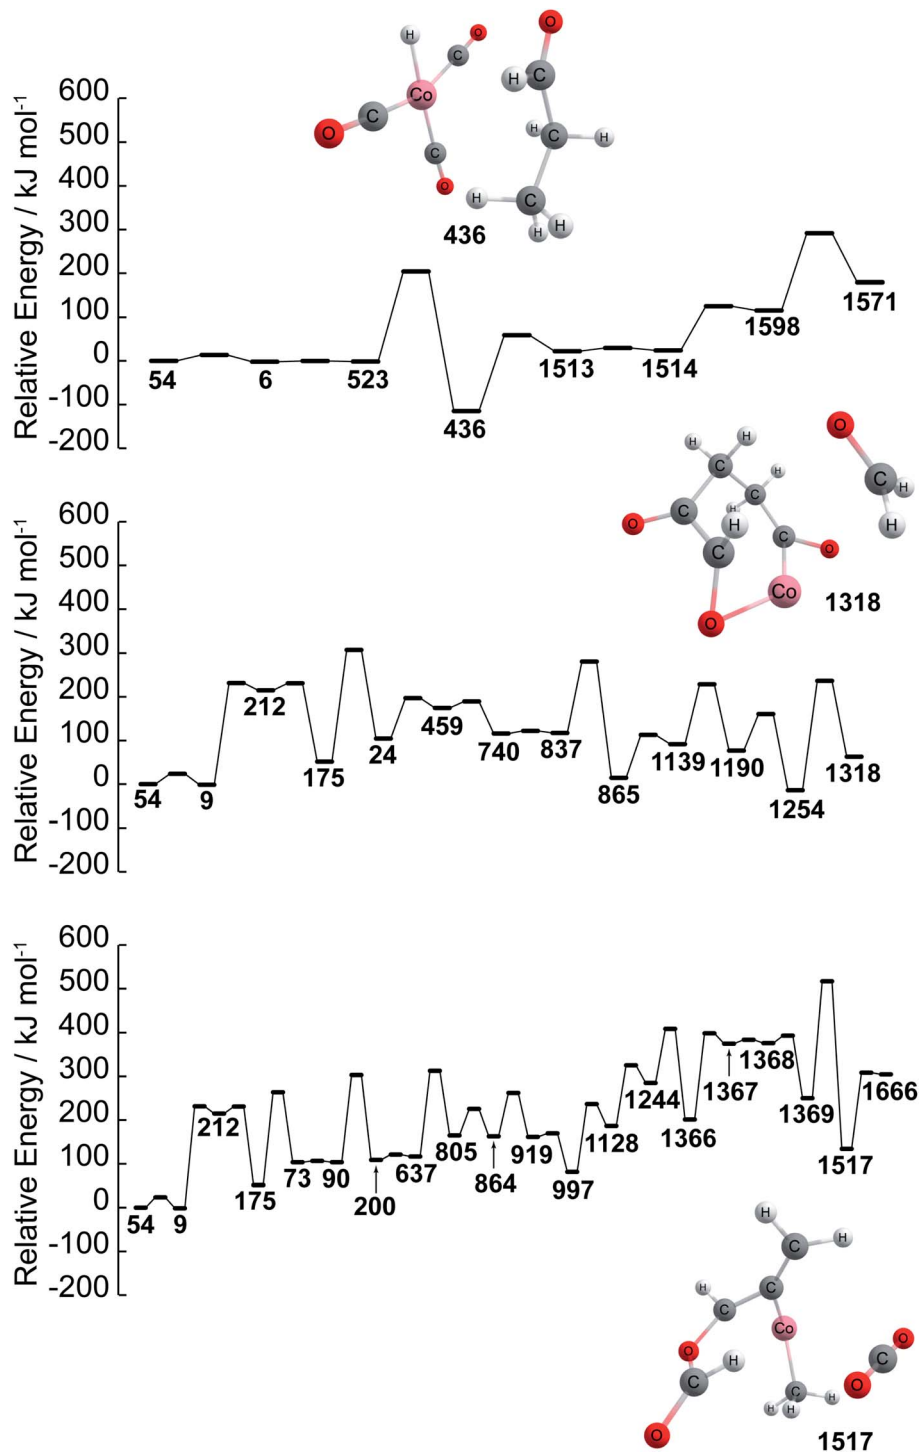 H
O
C
Co
C
O
C
O
O
C
H
H
C
H
H
C
H
H
436
Relative Energy / kJ mol-1
600
500
400
300
200
100
0
-100
-200
54
6
523
436
1513
1514
1598
1571
H
H
C
H
C
C
O
H
H
C
C
O
Co
O
O
C
H
H
1318
Relative Energy / kJ mol-1
600
500
400
300
200
100
0
-100
-200
54
9
212
175
24
459
740
837
865
1139
1190
1254
1318
Relative Energy / kJ mol-1
600
500
400
300
200
100
0
-100
-200
54
9
212
175
73
90
200
637
805
864
919
997
1128
1244
1366
1367
1368
1369
1517
1666
H
C
H
H
C
C
Co
O
C
H
O
C
H
H
H
O
C
O
1517